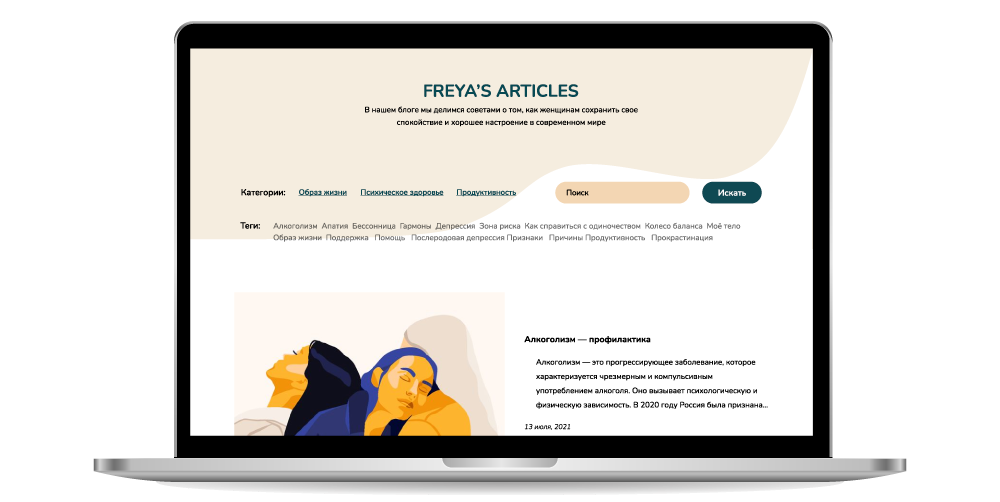 FREYA’S ARTICLES
В нашем блоге мы делимся советами о том, как женщинам сохранить свое
спокойствие и хорошее настроение в современном мире
Категории: Образ жизни Психическое здоровье Продуктивность Поиск Искать
Теги: Алкоголизм Апатия Бессонница Гармоны Депрессия Зона риска Как справиться с одиночеством Колесо баланса Моё тело
Образ жизни Поддержка Помощь Послеродовая депрессия Признаки Причины Продуктивность Прокрастинация
Алкоголизм — профилактика
Алкоголизм — это прогрессирующее заболевание, которое
характеризуется чрезмерным и компульсивным
употреблением алкоголя. Оно вызывает психологическую и
физическую зависимость. В 2020 году Россия была признана...
13 июля, 2021